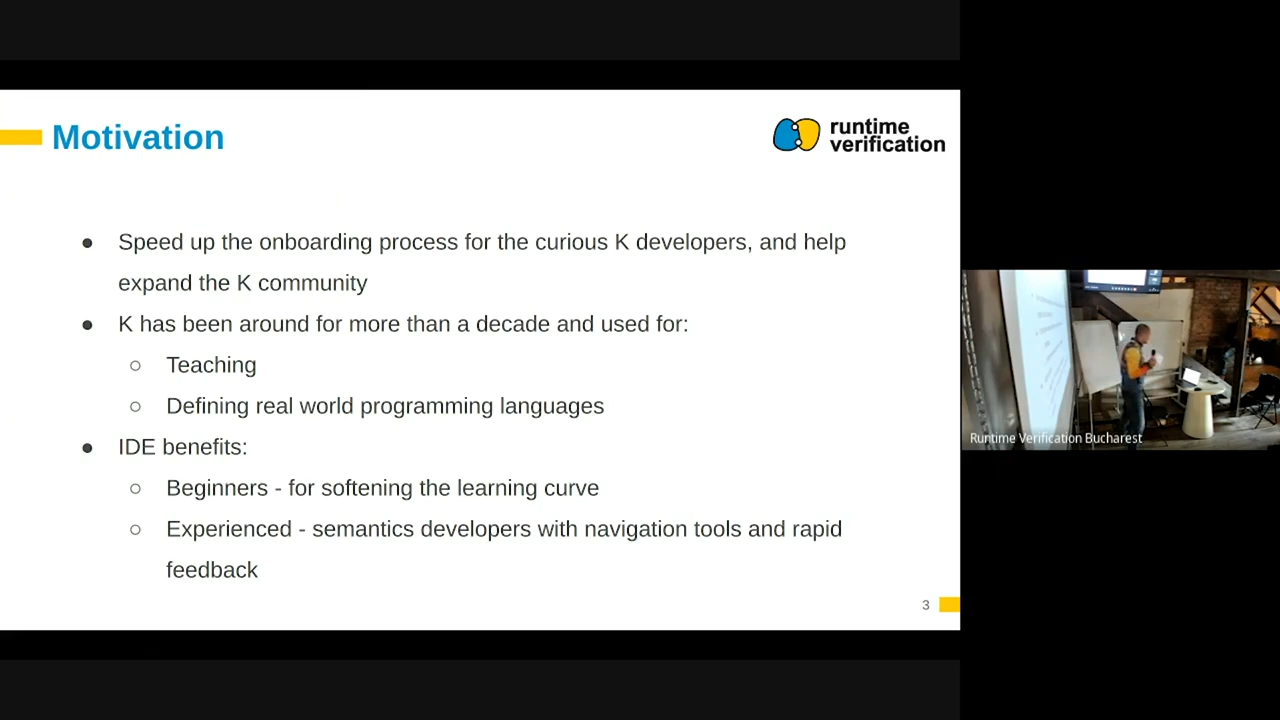 Motivation
runtime
verification
● Speed up the onboarding process for the curious K developers, and help
expand the K community
● K has been around for more than a decade and used for:
○ Teaching
○ Defining real world programming languages
● IDE benefits:
○ Beginners - for softening the learning curve
○ Experienced - semantics developers with navigation tools and rapid
feedback
3
Runtime Verification Bucharest